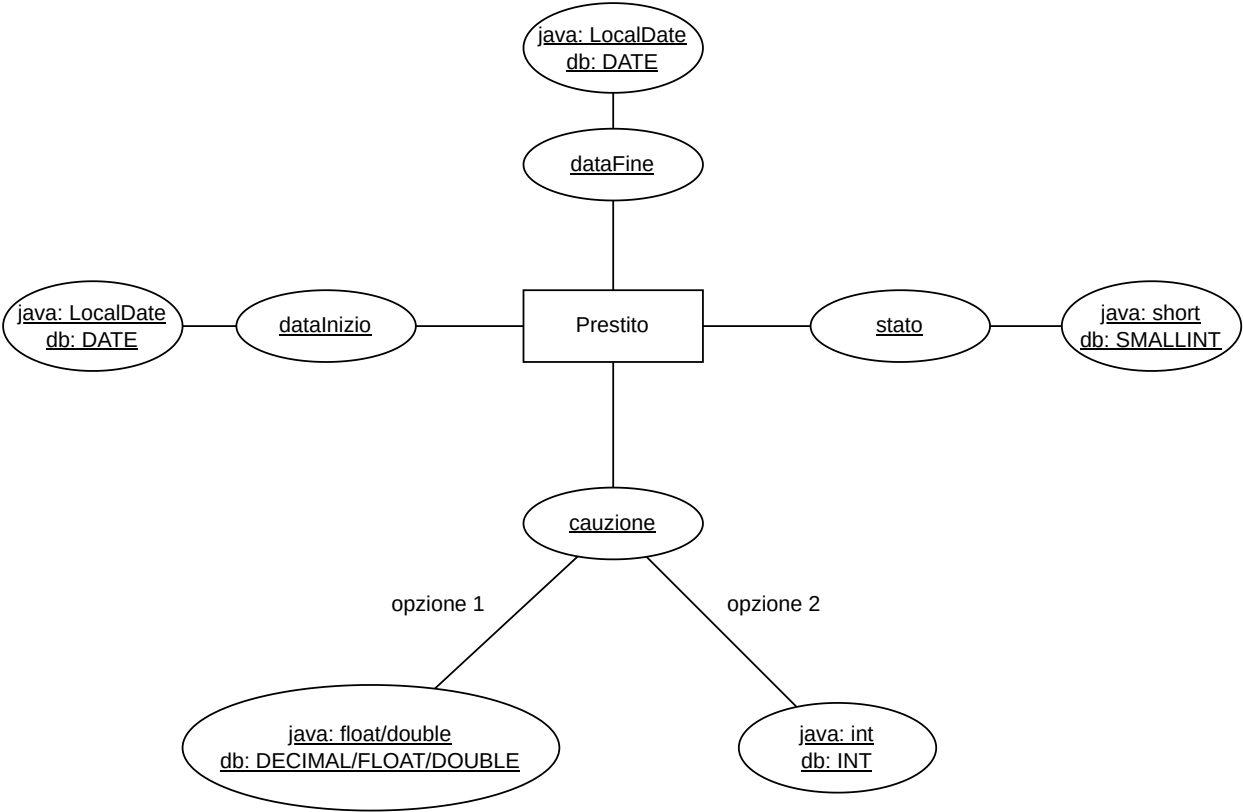 java: LocalDate
db: DATE
dataFine
java: LocalDate
db: DATE
dataInizio
Prestito
stato
java: short
db: SMALLINT
cauzione
opzione 1
opzione 2
java: float/double
db: DECIMAL/FLOAT/DOUBLE
java: int
db: INT